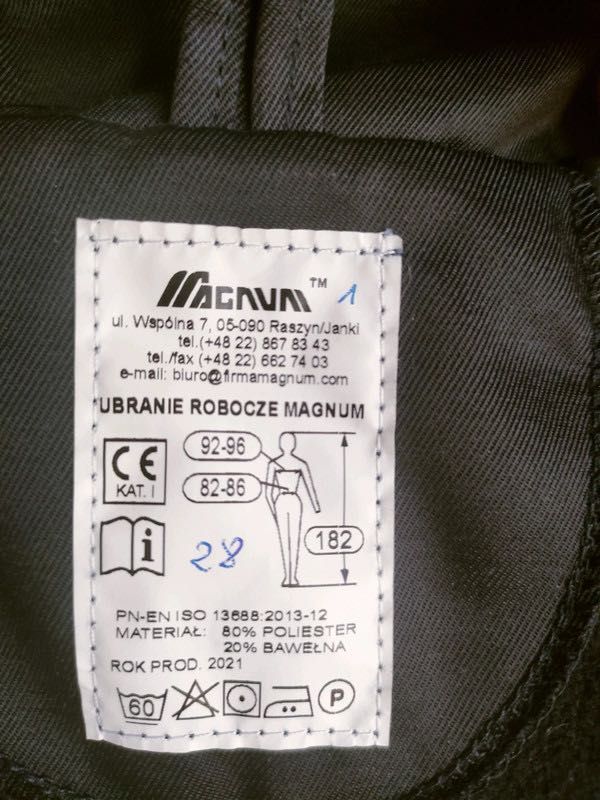 MAGNUM™ 1
ul. Wspólna 7, 05-090 Raszyn/Janki
tel.(+48 22) 867 83 43
tel./fax (+48 22) 662 74 03
e-mail: biuro@firmamagnum.com
UBRANIE ROBOCZE MAGNUM
92-96
CE
KAT. I
82-86
182
i
28
PN-EN ISO 13688:2013-12
MATERIAŁ: 80% POLIESTER
20% BAWEŁNA
ROK PROD. 2021
60 P